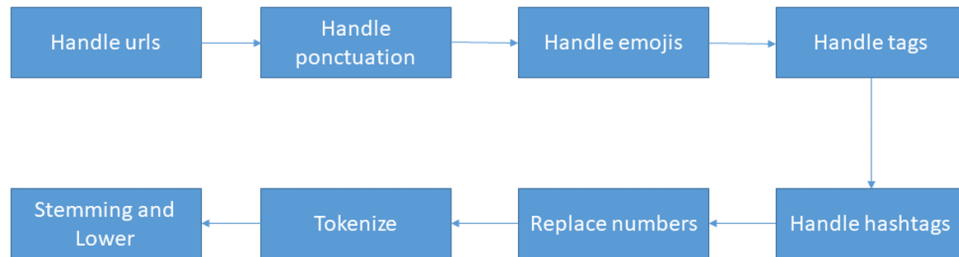 Handle urls
Handle
ponctuation
Handle emojis
Handle tags
Handle hashtags
Replace numbers
Tokenize
Stemming and
Lower